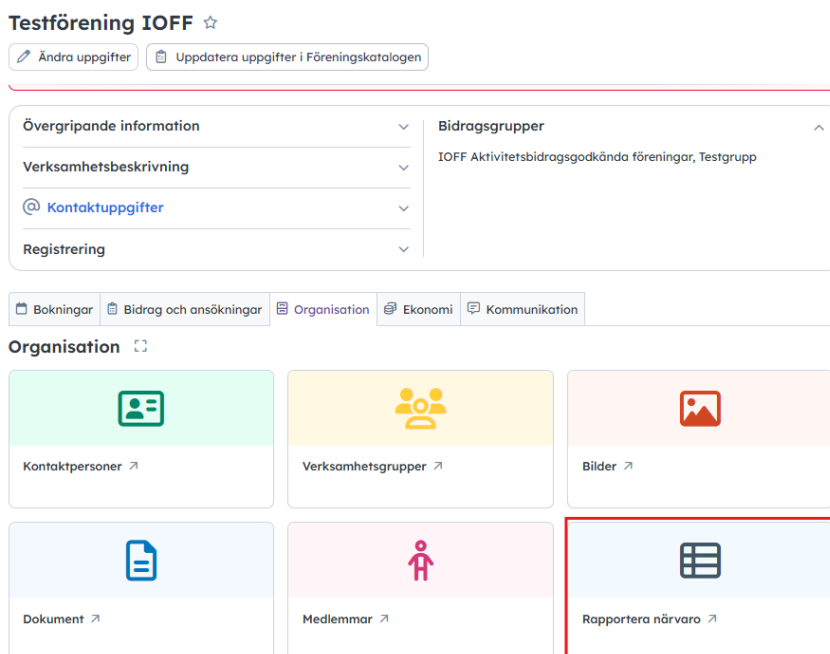 Testförening IOFF
Ändra uppgifter
Uppdatera uppgifter i Föreningskatalogen
Övergripande information
Verksamhetsbeskrivning
Kontaktuppgifter
Registrering
Bidragsgrupper
IOFF Aktivitetsbidragsgodkända föreningar, Testgrupp
Bokningar
Bidrag och ansökningar
Organisation
Ekonomi
Kommunikation
Organisation
Kontaktpersoner
Verksamhetsgrupper
Bilder
Dokument
Medlemmar
Rapportera närvaro